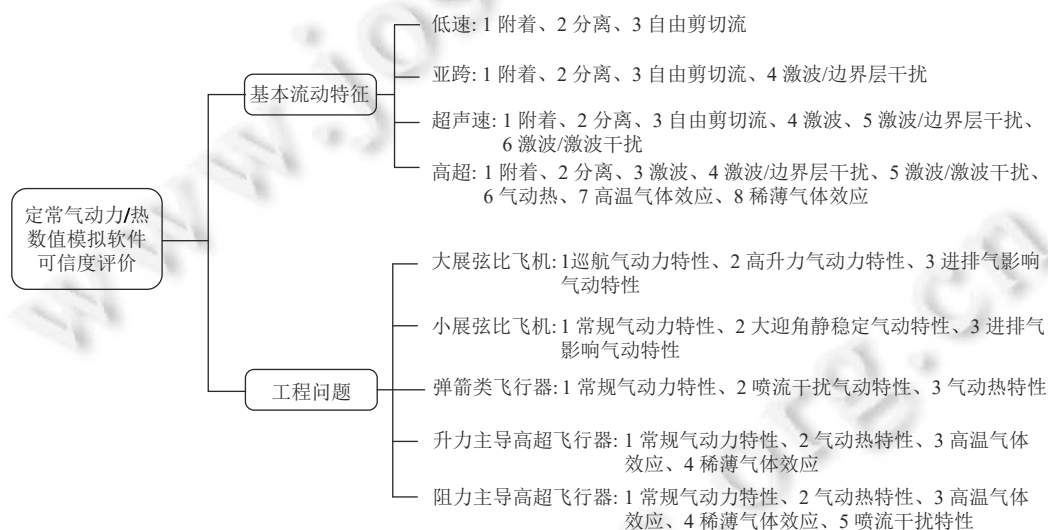 定常气动力/热
数值模拟软件
可信度评价
基本流动特征
低速: 1 附着、2 分离、3 自由剪切流
亚跨: 1 附着、2 分离、3 自由剪切流、4 激波/边界层干扰
超声速: 1 附着、2 分离、3 自由剪切流、4 激波、5 激波/边界层干扰、
6 激波/激波干扰
高超: 1 附着、2 分离、3 激波、4 激波/边界层干扰、5 激波/激波干扰、
6 气动热、7 高温气体效应、8 稀薄气体效应
工程问题
大展弦比飞机: 1巡航气动力特性、2 高升力气动力特性、3 进排气影响
气动特性
小展弦比飞机: 1 常规气动力特性、2 大迎角静稳定气动特性、3 进排气
影响气动特性
弹箭类飞行器: 1 常规气动力特性、2 喷流干扰气动特性、3 气动热特性
升力主导高超飞行器: 1 常规气动力特性、2 气动热特性、3 高温气体
效应、4 稀薄气体效应
阻力主导高超飞行器: 1 常规气动力特性、2 气动热特性、3 高温气体
效应、4 稀薄气体效应、5 喷流干扰特性